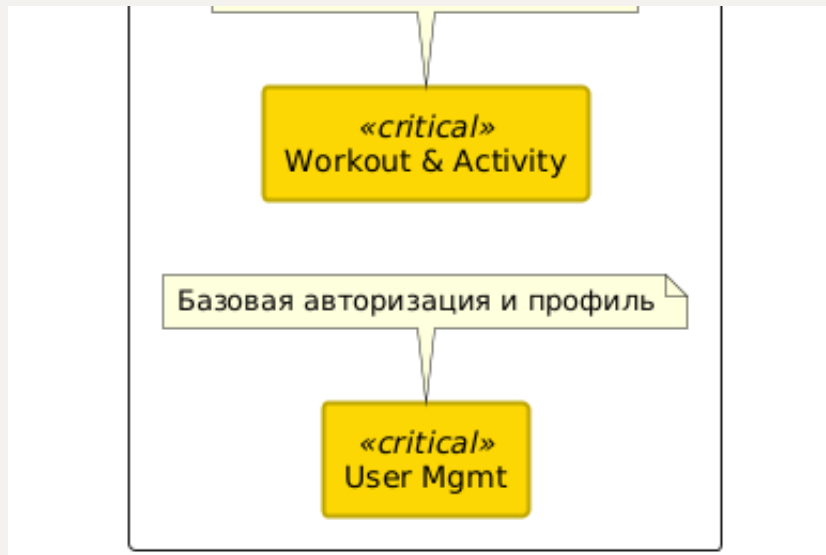 «critical»
Workout & Activity
Базовая авторизация и профиль
«critical»
User Mgmt